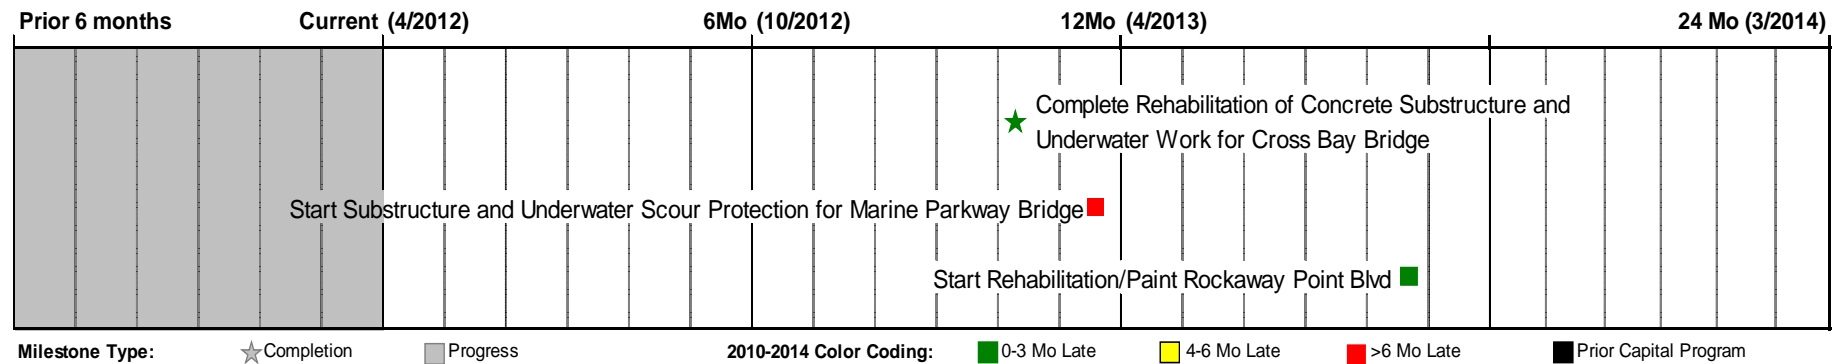 Prior 6 months Current (4/2012) 6Mo (10/2012) 12Mo (4/2013) 24 Mo (3/2014)
Complete Rehabilitation of Concrete Substructure and
Underwater Work for Cross Bay Bridge
Start Substructure and Underwater Scour Protection for Marine Parkway Bridge
Start Rehabilitation/Paint Rockaway Point Blvd
Milestone Type: Completion Progress 2010-2014 Color Coding: 0-3 Mo Late 4-6 Mo Late >6 Mo Late Prior Capital Program